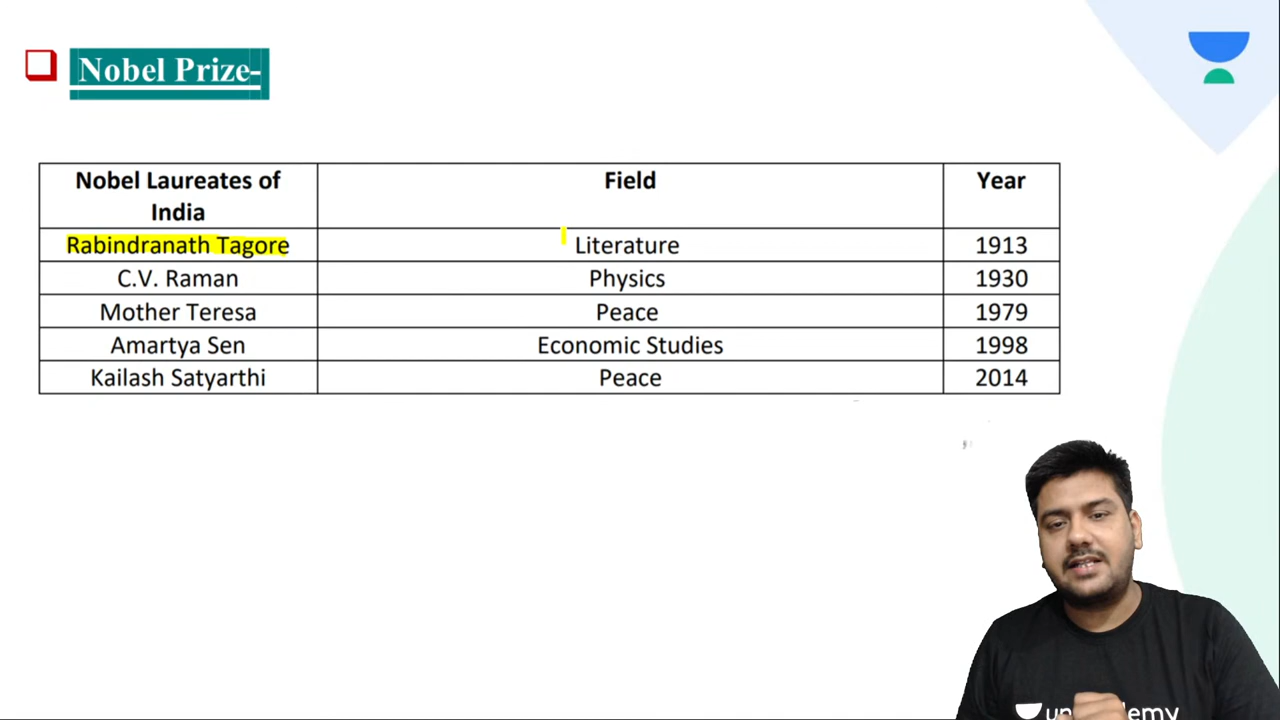 Nobel Prize-
Nobel Laureates of India Field Year
Rabindranath Tagore Literature 1913
C.V. Raman Physics 1930
Mother Teresa Peace 1979
Amartya Sen Economic Studies 1998
Kailash Satyarthi Peace 2014